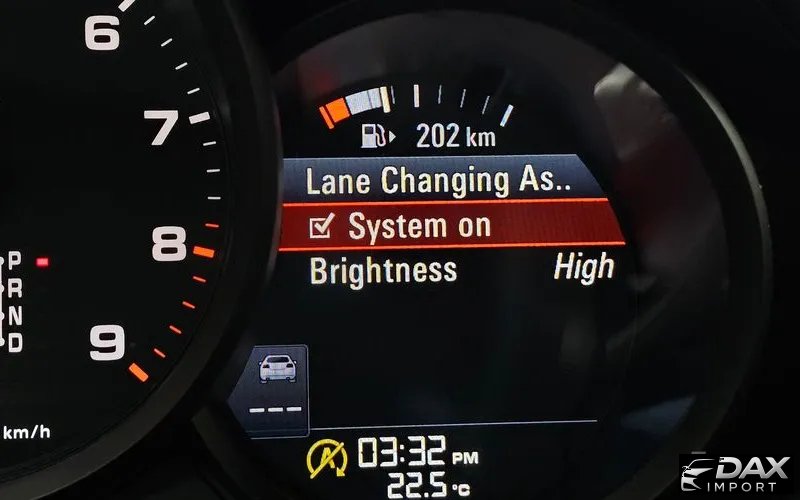 6
7
8
9
P
R
N
D
km/h
202 km
Lane Changing As..
System on
Brightness High
A
03:32 PM
22.5 °C
DAX
IMPORT